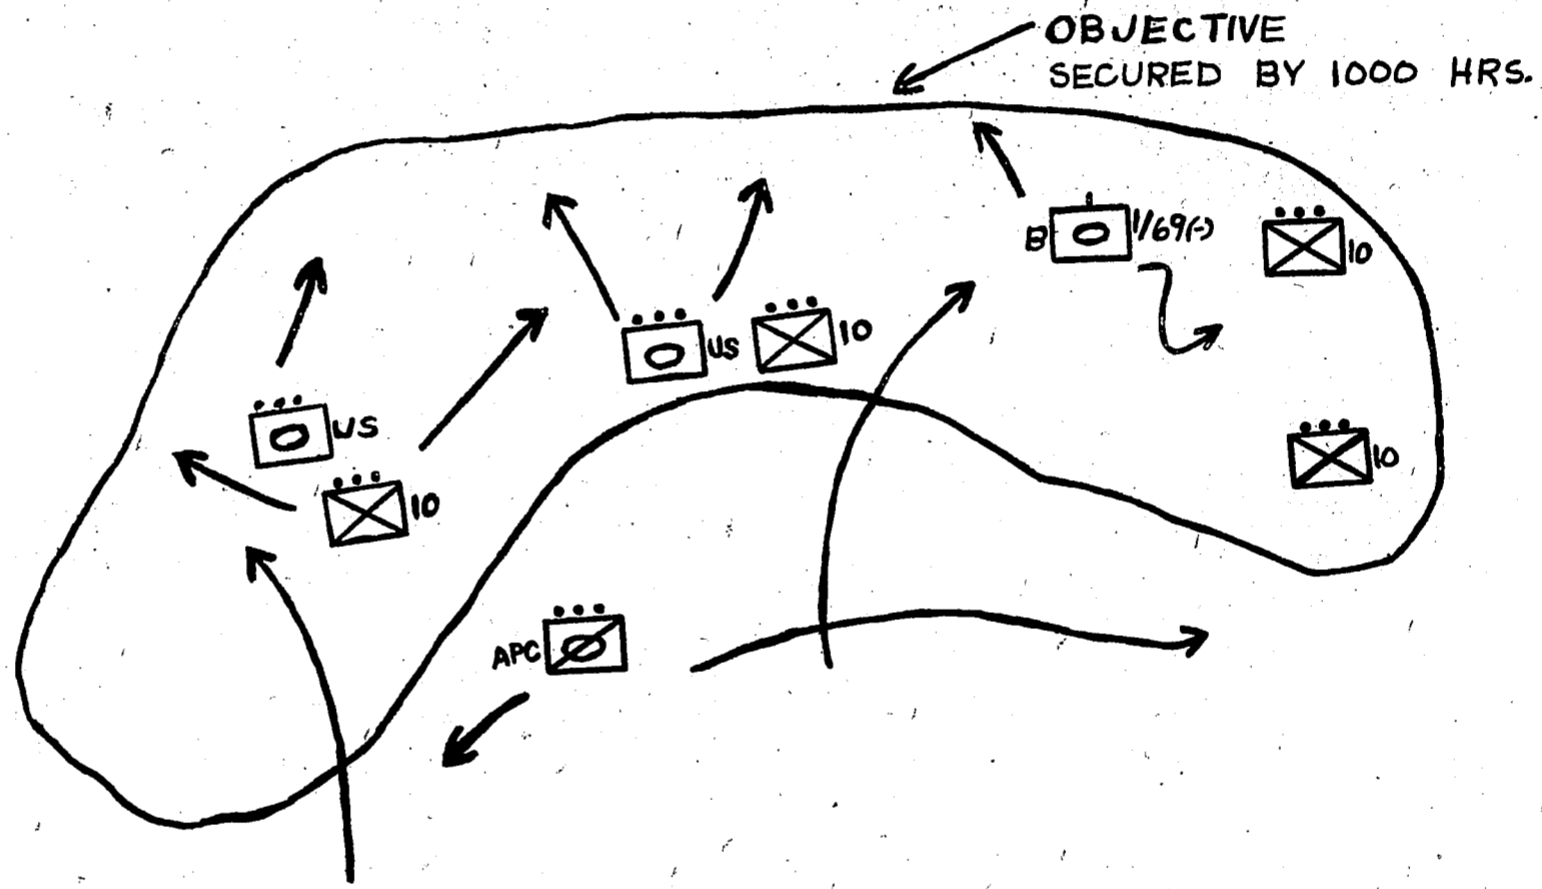 OBJECTIVE
SECURED BY 1000 HRS.
B 1/69(-)
10
US
10
US
10
10
APC